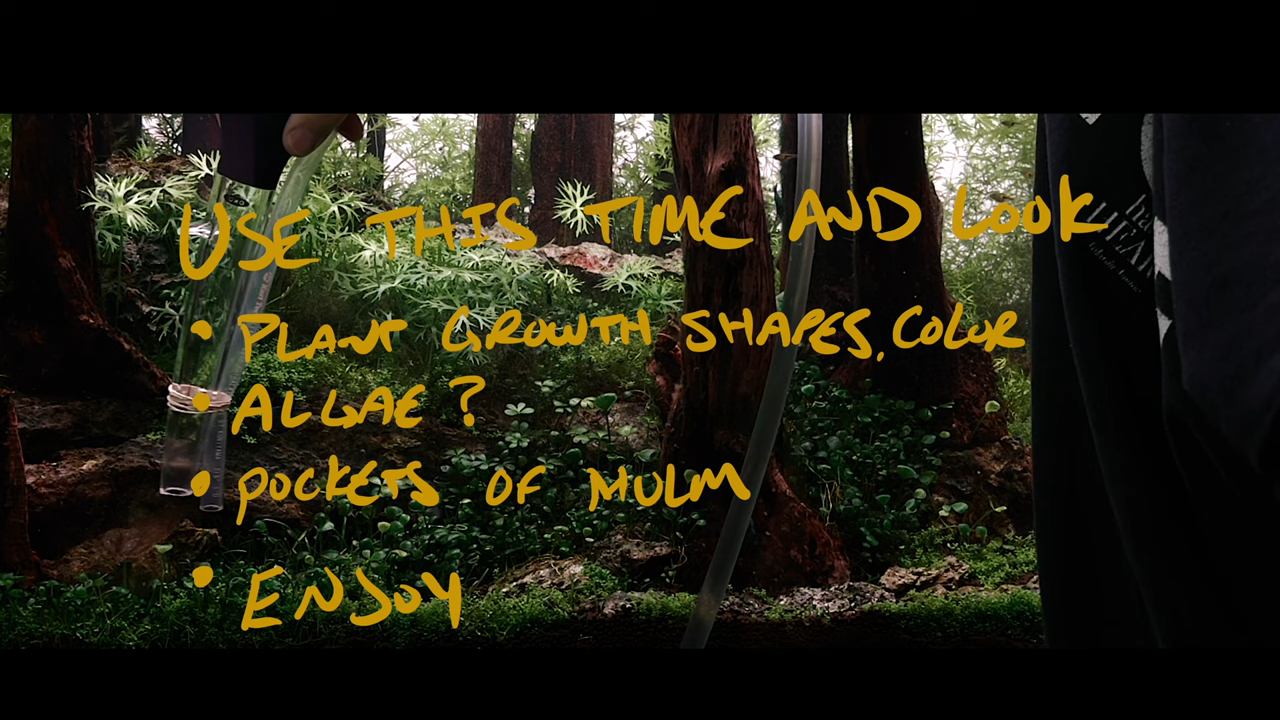 USE THIS TIME AND LOOK
• PLANT GROWTH SHAPES, COLOR
• ALGAE?
• POCKETS OF MULM
• ENJOY